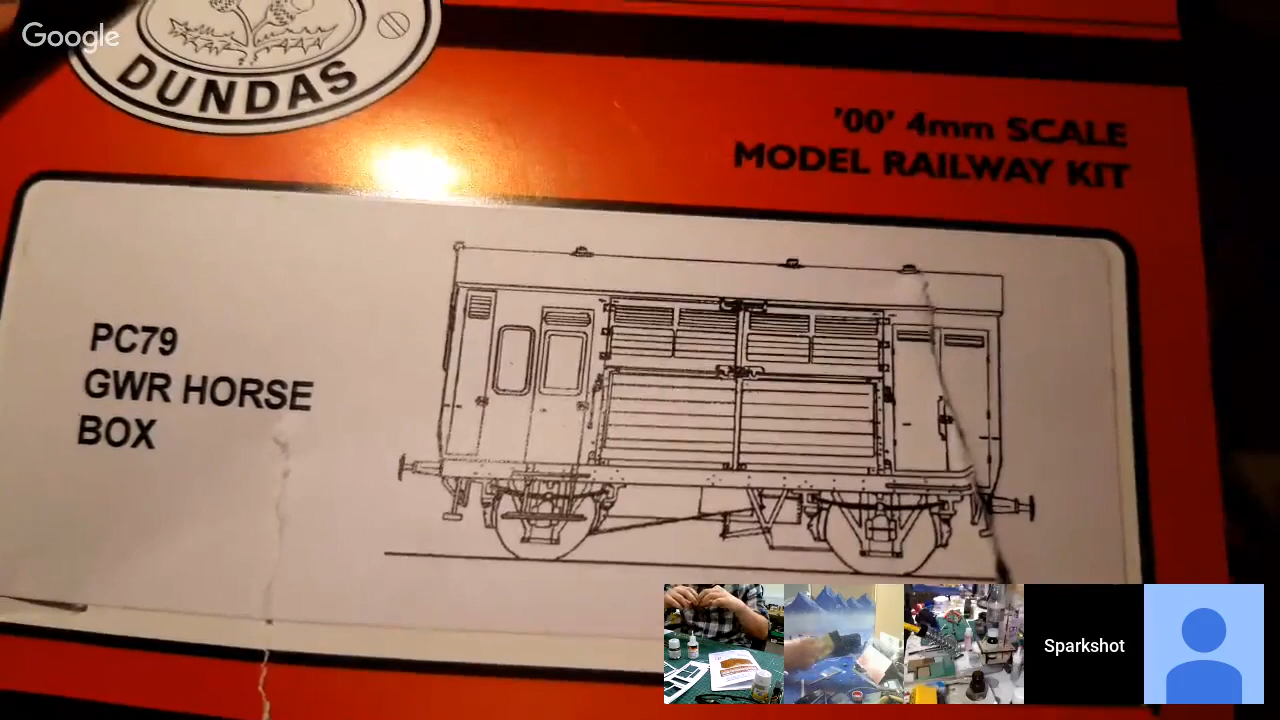 Google
DUNDAS
'00' 4mm SCALE
MODEL RAILWAY KIT
PC79
GWR HORSE
BOX
Sparkshot